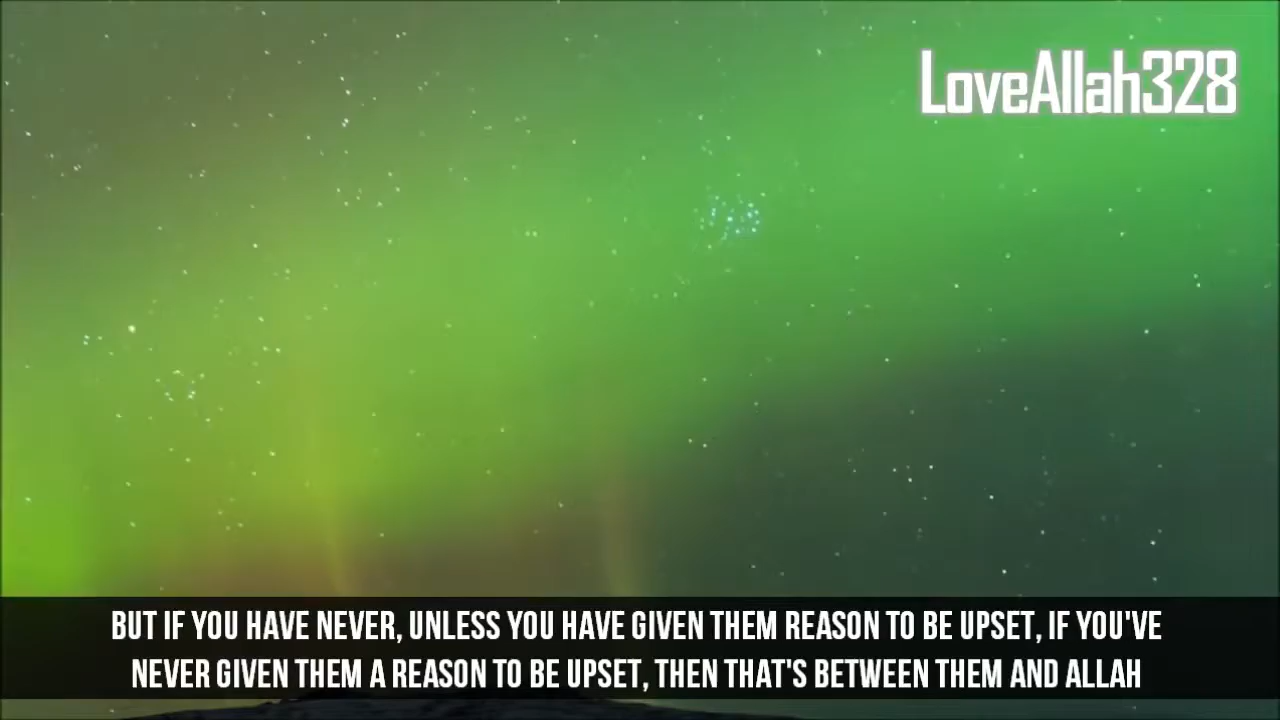 LoveAllah328
BUT IF YOU HAVE NEVER, UNLESS YOU HAVE GIVEN THEM REASON TO BE UPSET, IF YOU'VE
NEVER GIVEN THEM A REASON TO BE UPSET, THEN THAT'S BETWEEN THEM AND ALLAH